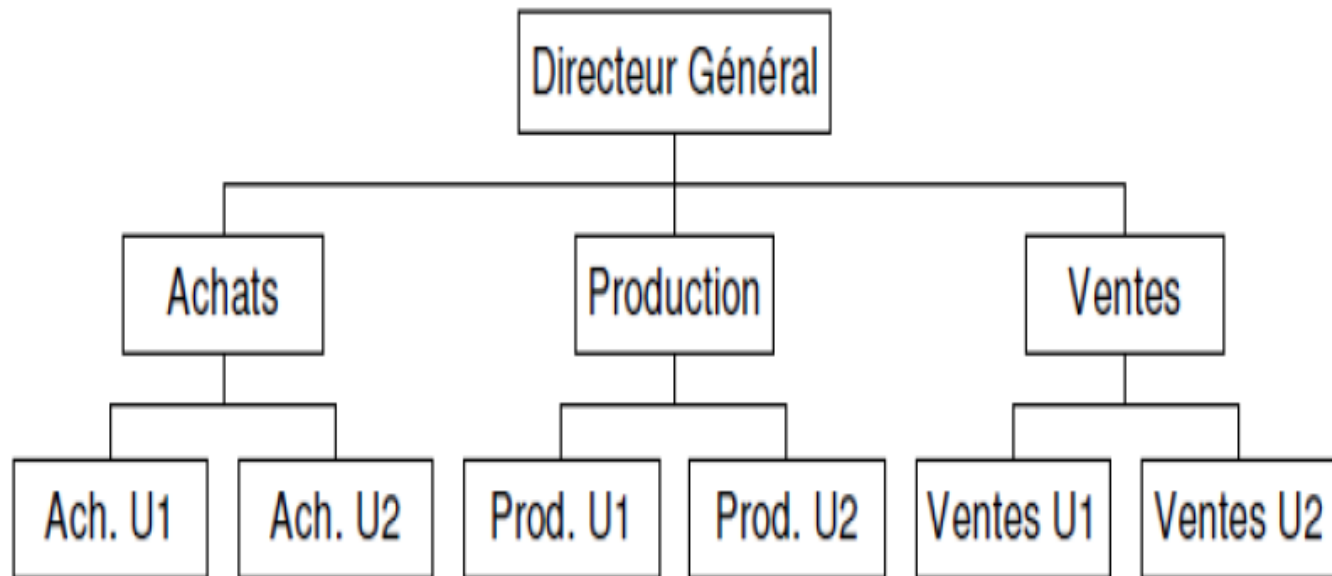 Directeur Général
Achats
Production
Ventes
Ach. U1
Ach. U2
Prod. U1
Prod. U2
Ventes U1
Ventes U2